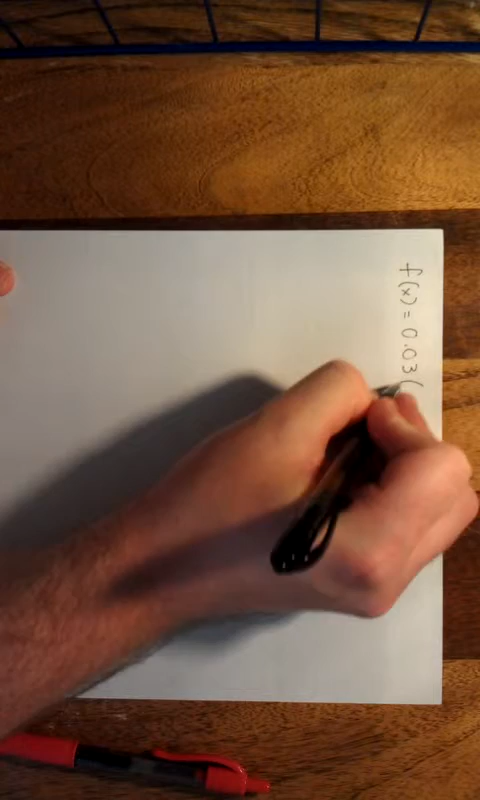 f(x) = 0.03(